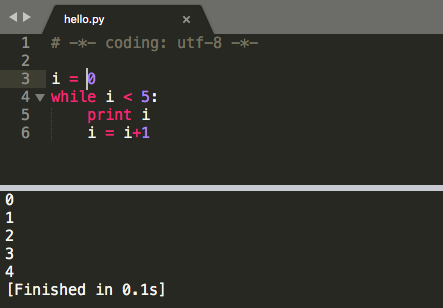 hello.py
1 # -*- coding: utf-8 -*-
2
3 i = 0
4 while i < 5:
5     print i
6     i = i+1
0
1
2
3
4
[Finished in 0.1s]